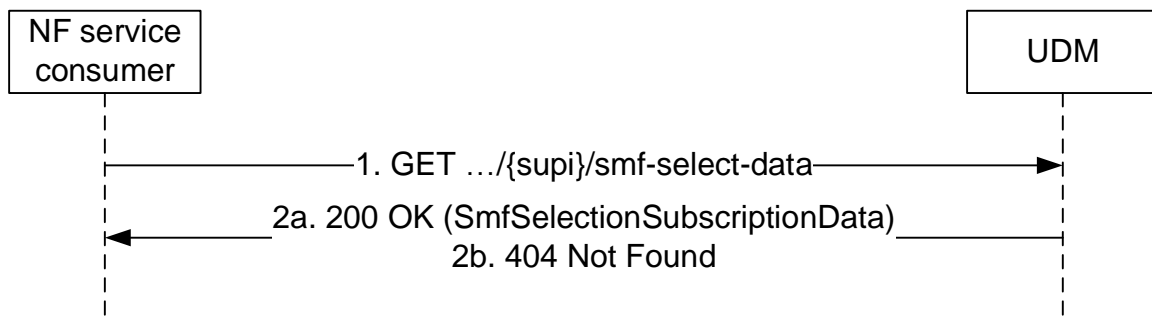 NF service
consumer
UDM
1. GET …/{supi}/smf-select-data
2a. 200 OK (SmfSelectionSubscriptionData)
2b. 404 Not Found